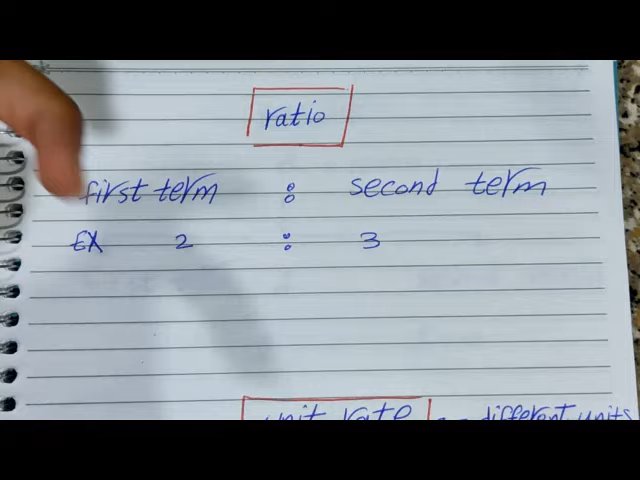 ratio
first term : second term
EX 2 : 3
unit rate different units